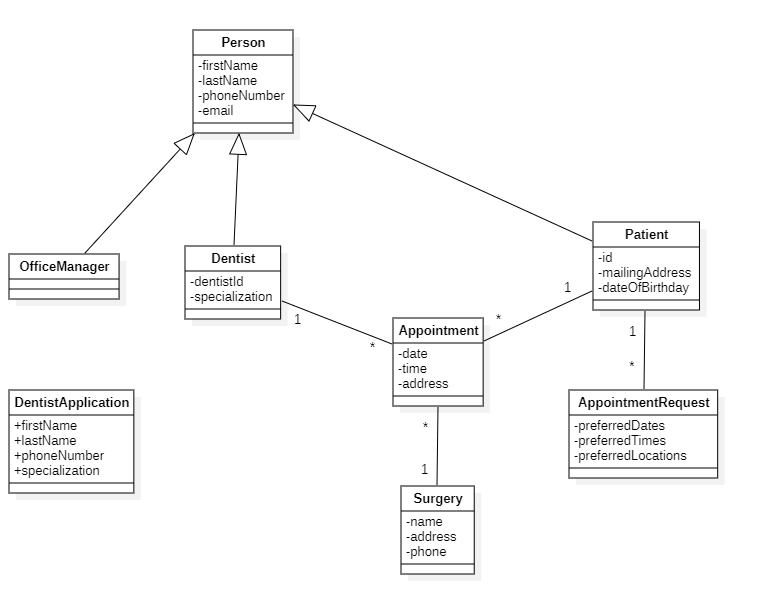 Person
-firstName
-lastName
-phoneNumber
-email
OfficeManager
Dentist
-dentistId
-specialization
Patient
-id
-mailingAddress
-dateOfBirthday
1
*
Appointment
-date
-time
-address
*
1
1
*
DentistApplication
+firstName
+lastName
+phoneNumber
+specialization
AppointmentRequest
-preferredDates
-preferredTimes
-preferredLocations
*
1
Surgery
-name
-address
-phone